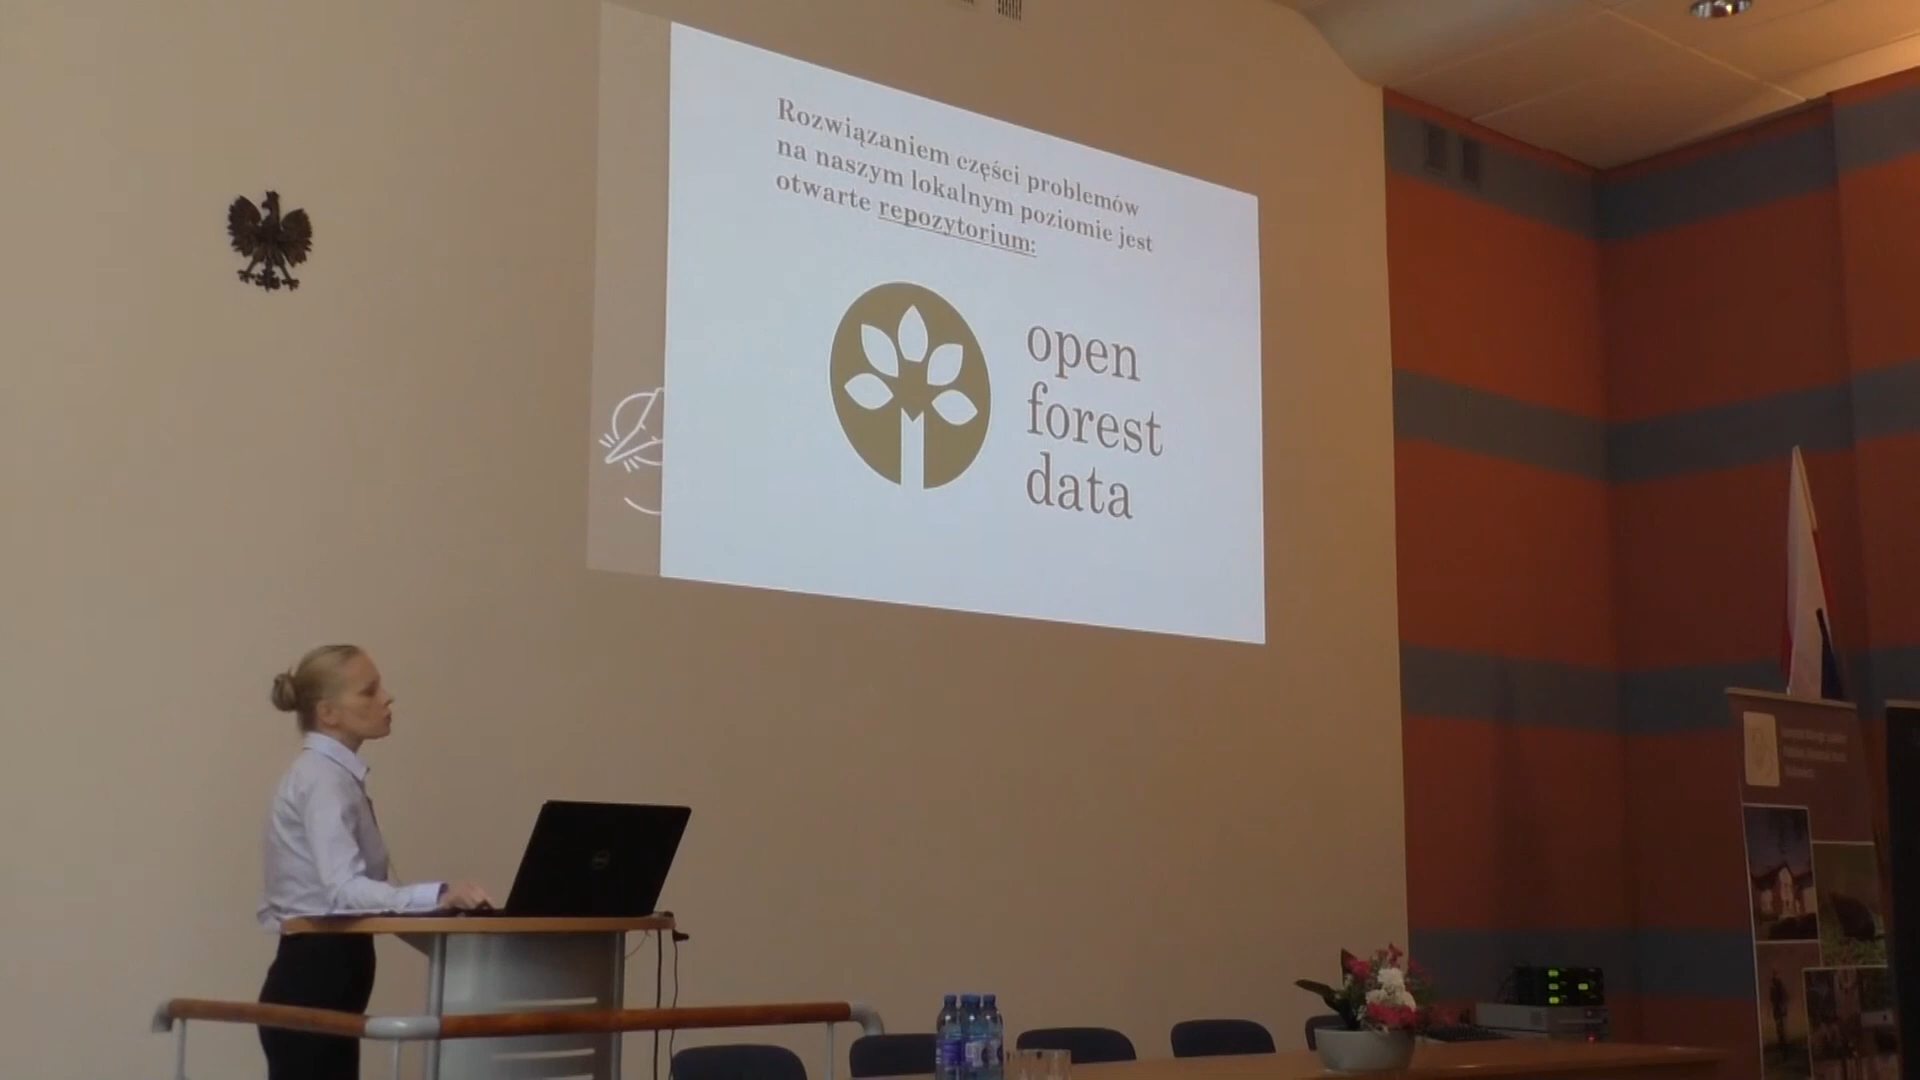 Rozwiązaniem części problemów
na naszym lokalnym poziomie jest
otwarte repozytorium:
open
forest
data